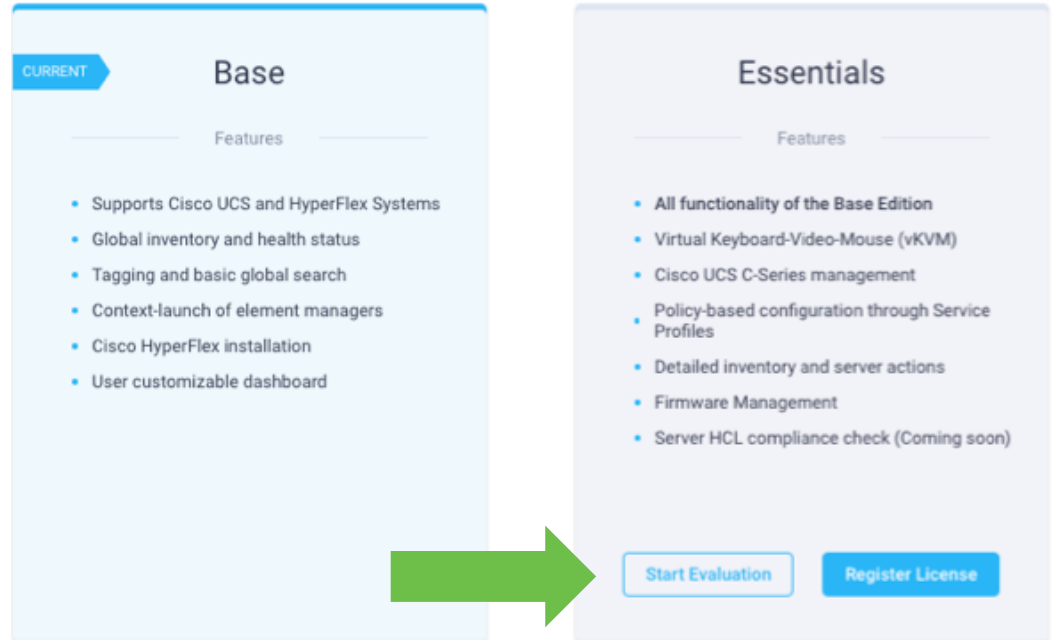 CURRENT
Base
Features
Supports Cisco UCS and HyperFlex Systems
Global inventory and health status
Tagging and basic global search
Context-launch of element managers
Cisco HyperFlex installation
User customizable dashboard
Essentials
Features
All functionality of the Base Edition
Virtual Keyboard-Video-Mouse (vKVM)
Cisco UCS C-Series management
Policy-based configuration through Service
Profiles
Detailed inventory and server actions
Firmware Management
Server HCL compliance check (Coming soon)
Start Evaluation
Register License